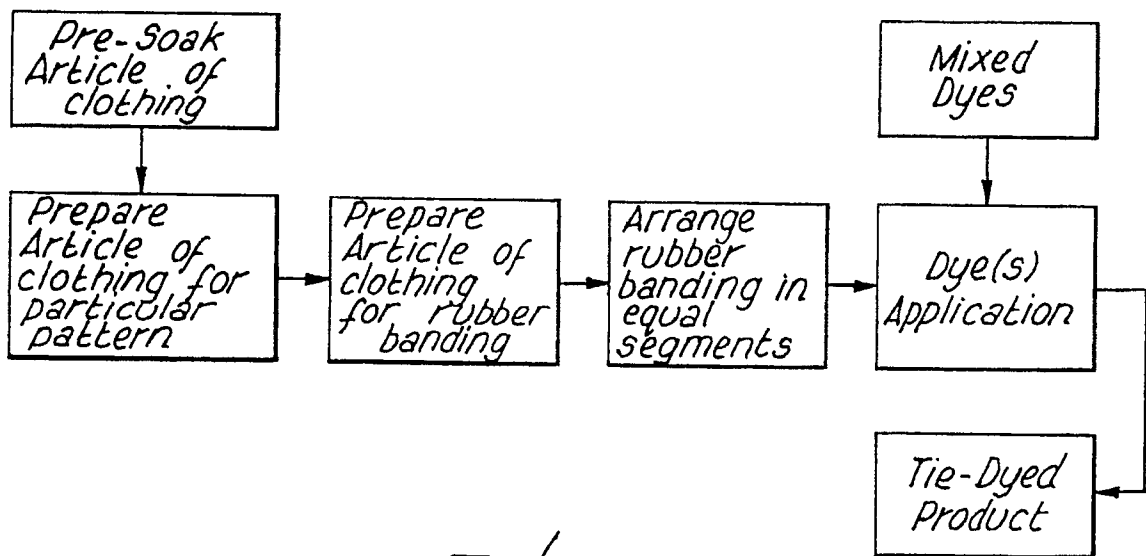 Pre-Soak
Article of
clothing
Mixed
Dyes
Prepare
Article of
clothing for
particular
pattern
Prepare
Article of
clothing
for rubber
banding
Arrange
rubber
banding in
equal
segments
Dye(s)
Application
Tie-Dyed
Product